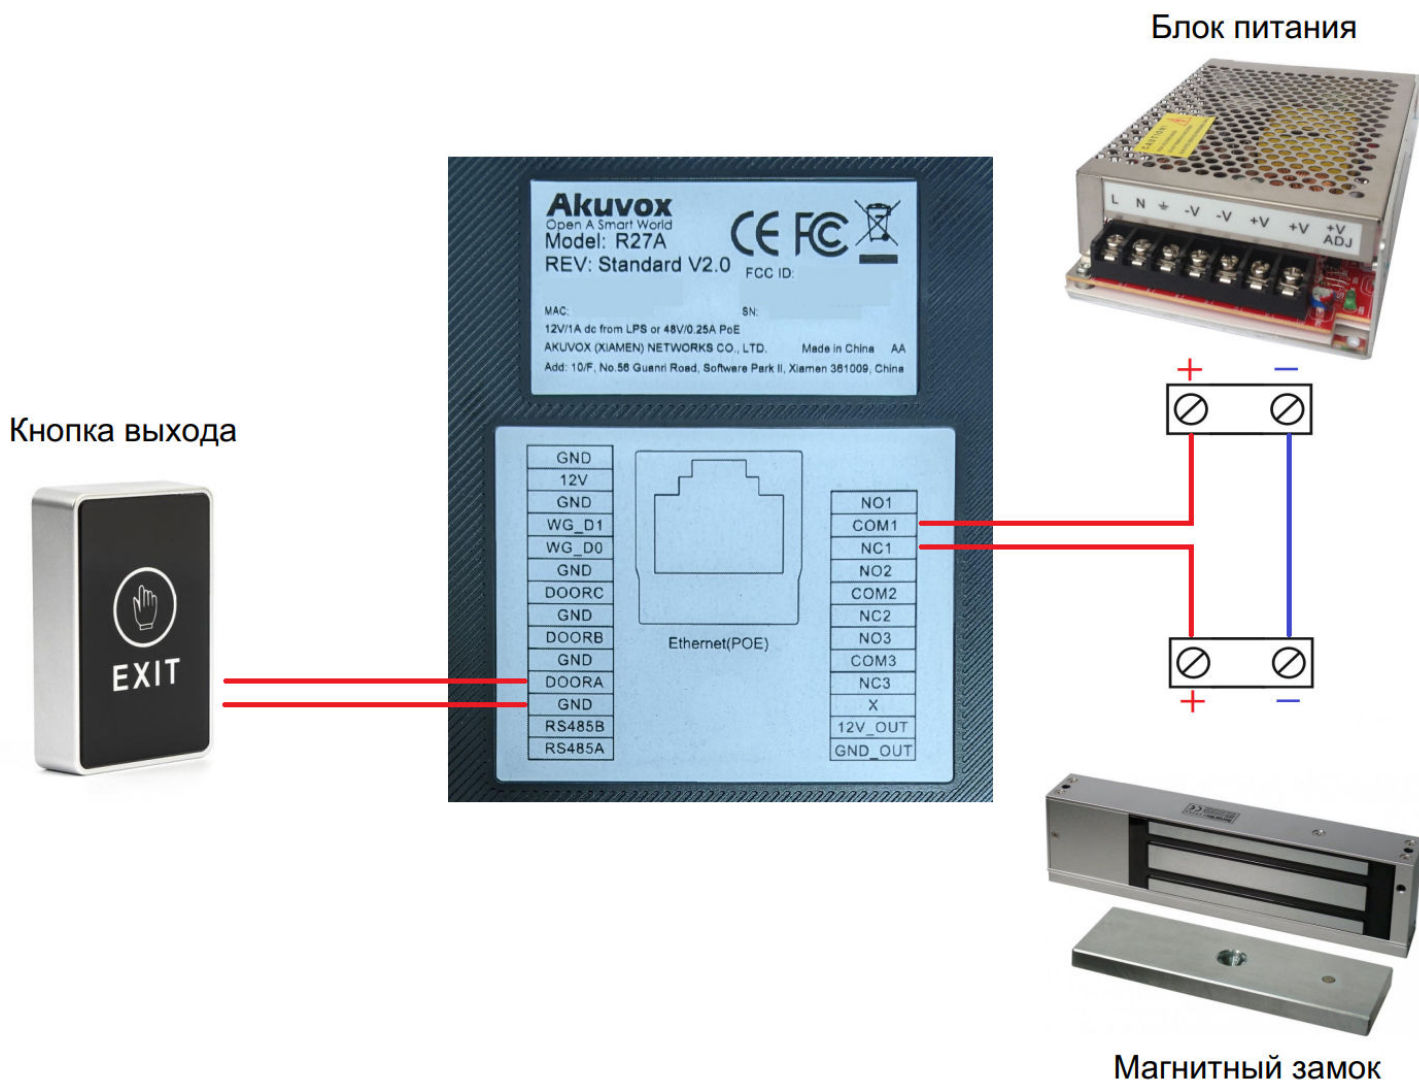 Блок питания
CAUTION!
L N -V -V +V +V +V
ADJ
Akuvox
Open A Smart World
Model: R27A
REV: Standard V2.0
CE FC
FCC ID:
MAC: SN:
12V/1A dc from LPS or 48V/0.25A PoE
AKUVOX (XIAMEN) NETWORKS CO., LTD. Made in China AA
Add: 10/F, No.56 Guanri Road, Software Park II, Xiamen 361009, China
+ −
Кнопка выхода
EXIT
GND
12V
GND
WG_D1
WG_D0
GND
DOORC
GND
DOORB
GND
DOORA
GND
RS485B
RS485A
Ethernet(POE)
NO1
COM1
NC1
NO2
COM2
NC2
NO3
COM3
NC3
X
12V_OUT
GND_OUT
+ −
Магнитный замок